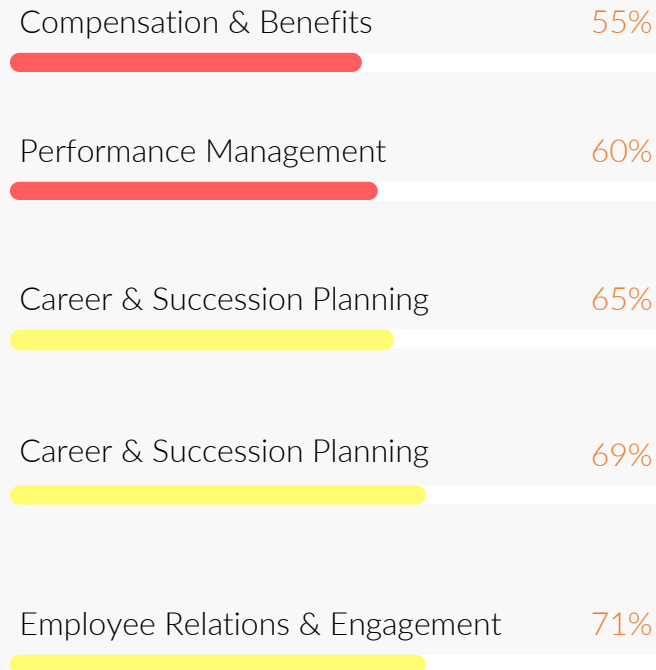 Compensation & Benefits 55%
Performance Management 60%
Career & Succession Planning 65%
Career & Succession Planning 69%
Employee Relations & Engagement 71%